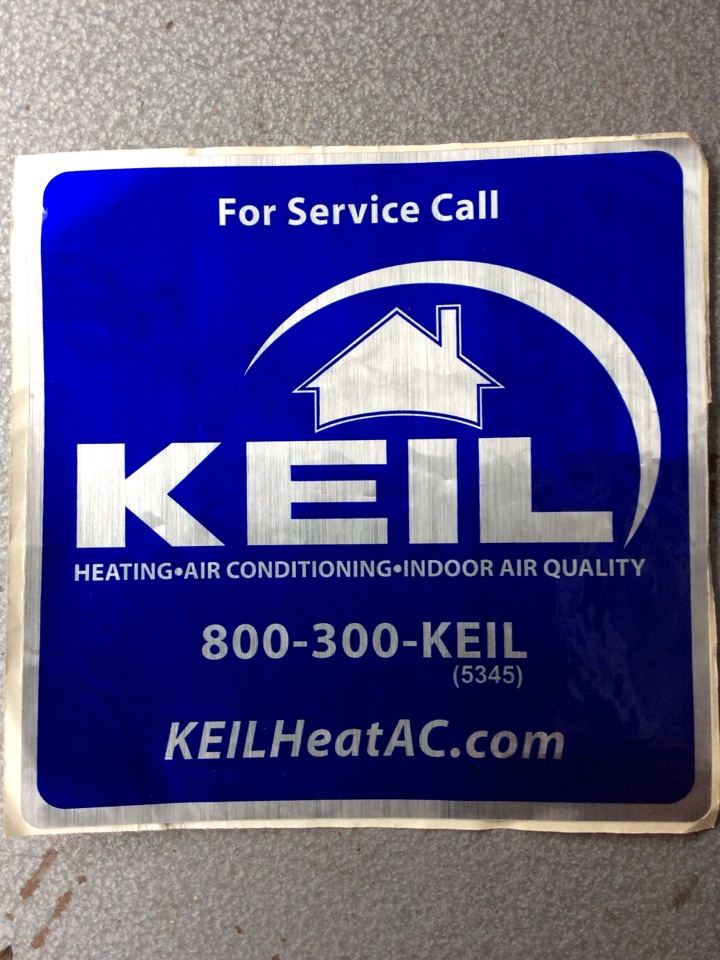 For Service Call
KEIL
HEATING•AIR CONDITIONING•INDOOR AIR QUALITY
800-300-KEIL
(5345)
KEILHeatAC.com